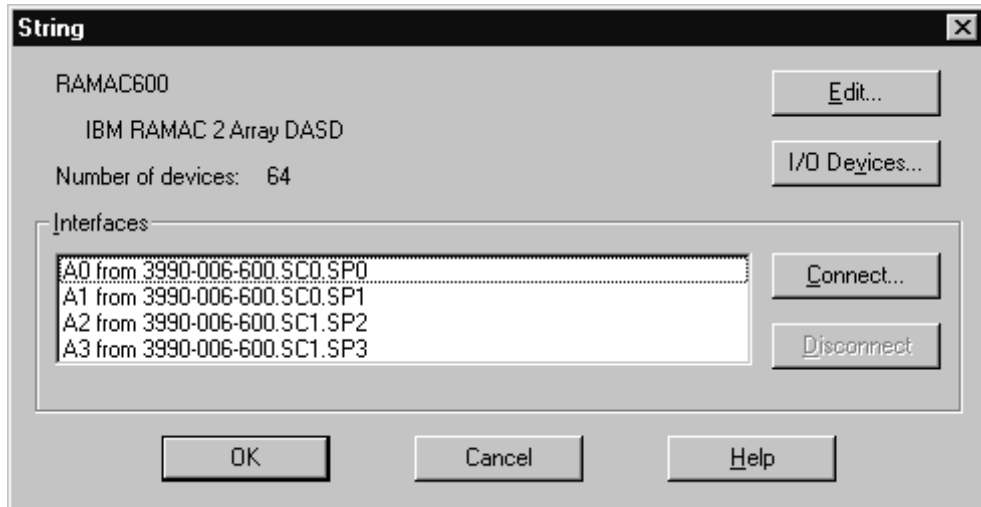 String
RAMAC600
Edit...
IBM RAMAC 2 Array DASD
I/O Devices...
Number of devices: 64
Interfaces
A0 from 3990-006-600.SC0.SP0
A1 from 3990-006-600.SC0.SP1
A2 from 3990-006-600.SC1.SP2
A3 from 3990-006-600.SC1.SP3
Connect...
Disconnect
OK
Cancel
Help